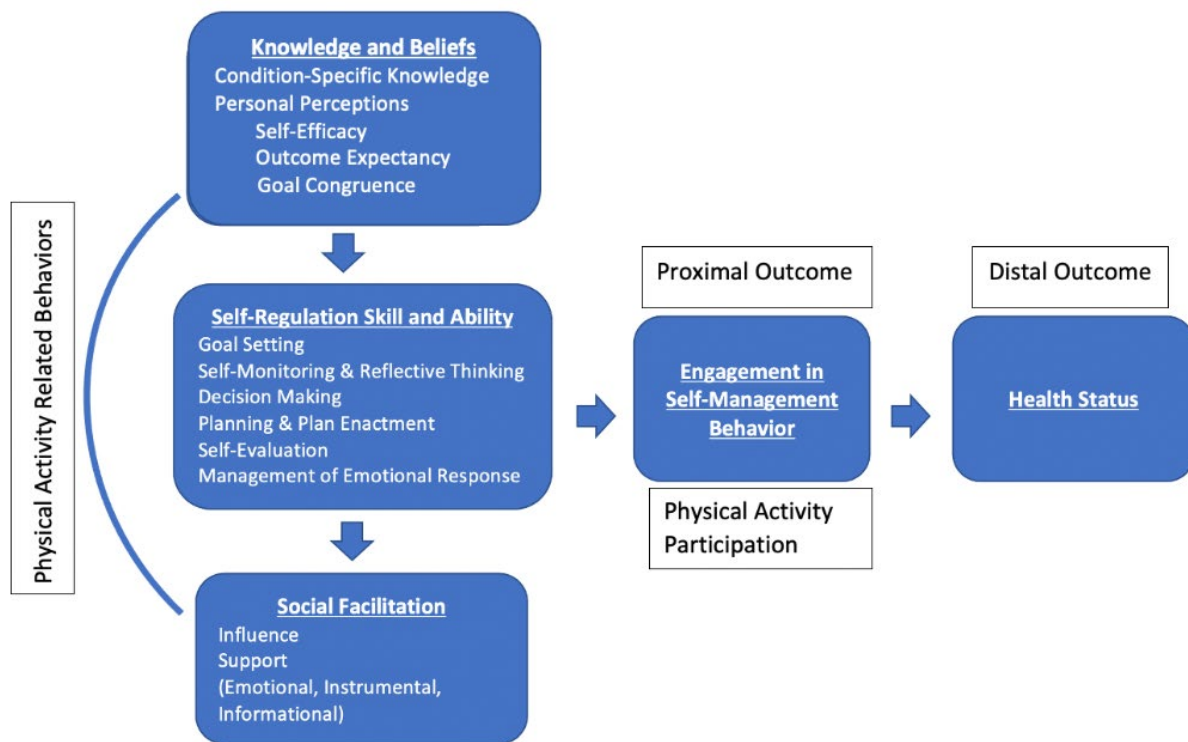 Physical Activity Related Behaviors
Knowledge and Beliefs
Condition-Specific Knowledge
Personal Perceptions
Self-Efficacy
Outcome Expectancy
Goal Congruence
Self-Regulation Skill and Ability
Goal Setting
Self-Monitoring & Reflective Thinking
Decision Making
Planning & Plan Enactment
Self-Evaluation
Management of Emotional Response
Social Facilitation
Influence
Support
(Emotional, Instrumental,
Informational)
Proximal Outcome
Engagement in
Self-Management
Behavior
Physical Activity
Participation
Distal Outcome
Health Status